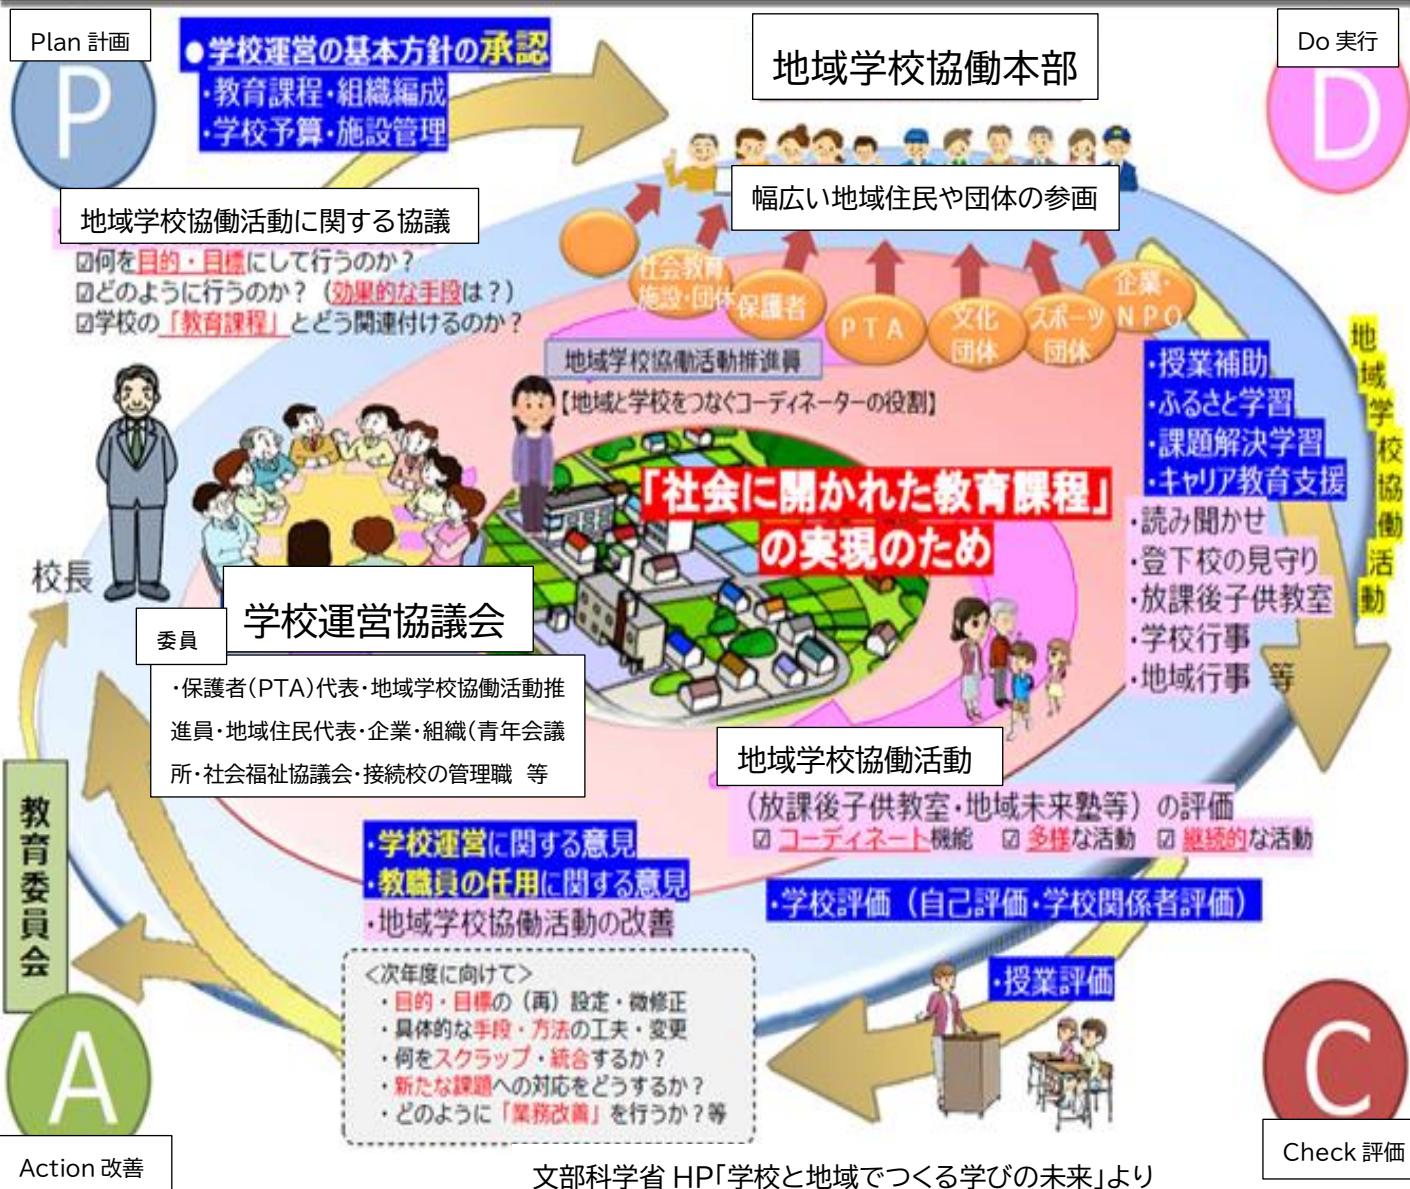 Plan 計画
P
●学校運営の基本方針の承認
・教育課程・組織編成
・学校予算・施設管理
地域学校協働本部
Do 実行
D
幅広い地域住民や団体の参画
地域学校協働活動に関する協議
☑何を目的・目標にして行うのか？
☑どのように行うのか？（効果的な手段は？）
☑学校の「教育課程」とどう関連付けるのか？
社会教育
施設・団体
保護者
PTA
文化
団体
スポーツ
団体
企業・
NPO
地域学校協働活動推進員
【地域と学校をつなぐコーディネーターの役割】
「社会に開かれた教育課程」
の実現のため
・授業補助
・ふるさと学習
・課題解決学習
・キャリア教育支援
・読み聞かせ
・登下校の見守り
・放課後子供教室
・学校行事
・地域行事 等
地域学校協働活動
校長
学校運営協議会
委員
・保護者(PTA)代表・地域学校協働活動推
進員・地域住民代表・企業・組織(青年会議
所・社会福祉協議会・接続校の管理職 等
地域学校協働活動
（放課後子供教室・地域未来塾等）の評価
☑ コーディネート機能 ☑ 多様な活動 ☑ 継続的な活動
教育委員会
・学校運営に関する意見
・教職員の任用に関する意見
・地域学校協働活動の改善
・学校評価（自己評価・学校関係者評価）
・授業評価
＜次年度に向けて＞
・目的・目標の（再）設定・微修正
・具体的な手段・方法の工夫・変更
・何をスクラップ・統合するか？
・新たな課題への対応をどうするか？
・どのように「業務改善」を行うか？等
A
Action 改善
C
Check 評価
文部科学省 HP「学校と地域でつくる学びの未来」より